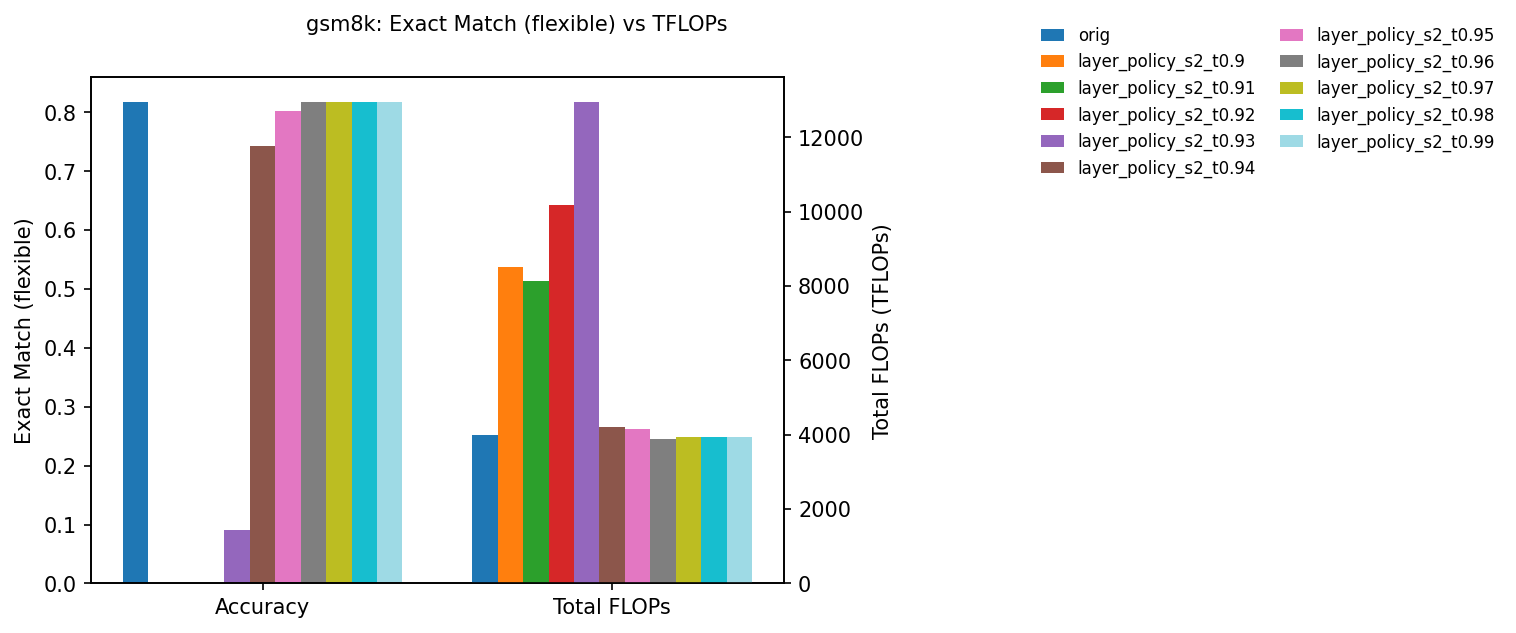 gsm8k: Exact Match (flexible) vs TFLOPs
orig
layer_policy_s2_t0.9
layer_policy_s2_t0.91
layer_policy_s2_t0.92
layer_policy_s2_t0.93
layer_policy_s2_t0.94
layer_policy_s2_t0.95
layer_policy_s2_t0.96
layer_policy_s2_t0.97
layer_policy_s2_t0.98
layer_policy_s2_t0.99
Exact Match (flexible)
0.8
0.7
0.6
0.5
0.4
0.3
0.2
0.1
0.0
12000
10000
8000
6000
4000
2000
0
Total FLOPs (TFLOPs)
Accuracy
Total FLOPs